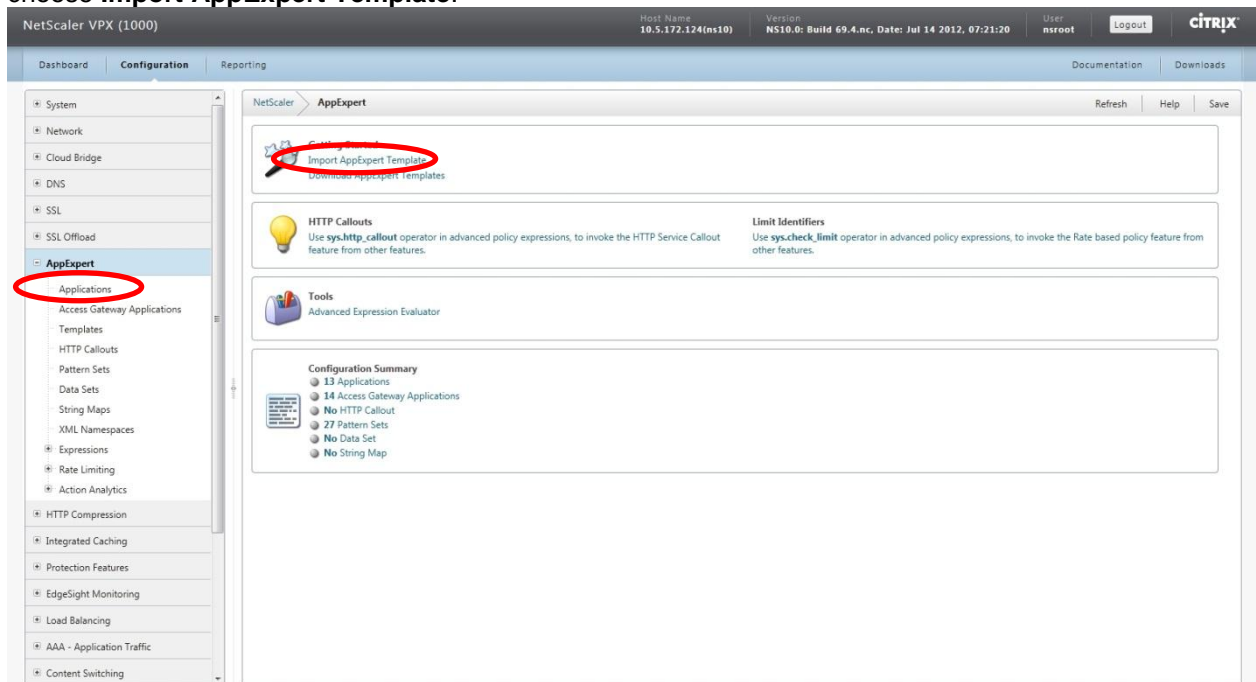 choose Import AppExpert Template.
NetScaler VPX (1000)
Host Name
10.5.172.124(ns10)
Version
NS10.0: Build 69.4.nc, Date: Jul 14 2012, 07:21:20
User
nsroot
Logout
CITRIX
Dashboard
Configuration
Reporting
Documentation
Downloads
System
Network
Cloud Bridge
DNS
SSL
SSL Offload
AppExpert
Applications
Access Gateway Applications
Templates
HTTP Callouts
Pattern Sets
Data Sets
String Maps
XML Namespaces
Expressions
Rate Limiting
Action Analytics
HTTP Compression
Integrated Caching
Protection Features
EdgeSight Monitoring
Load Balancing
AAA - Application Traffic
Content Switching
NetScaler
AppExpert
Refresh
Help
Save
Getting Started
Import AppExpert Template
Download AppExpert Templates
HTTP Callouts
Use sys.http_callout operator in advanced policy expressions, to invoke the HTTP Service Callout
feature from other features.
Limit Identifiers
Use sys.check_limit operator in advanced policy expressions, to invoke the Rate based policy feature from
other features.
Tools
Advanced Expression Evaluator
Configuration Summary
13 Applications
14 Access Gateway Applications
No HTTP Callout
27 Pattern Sets
No Data Set
No String Map